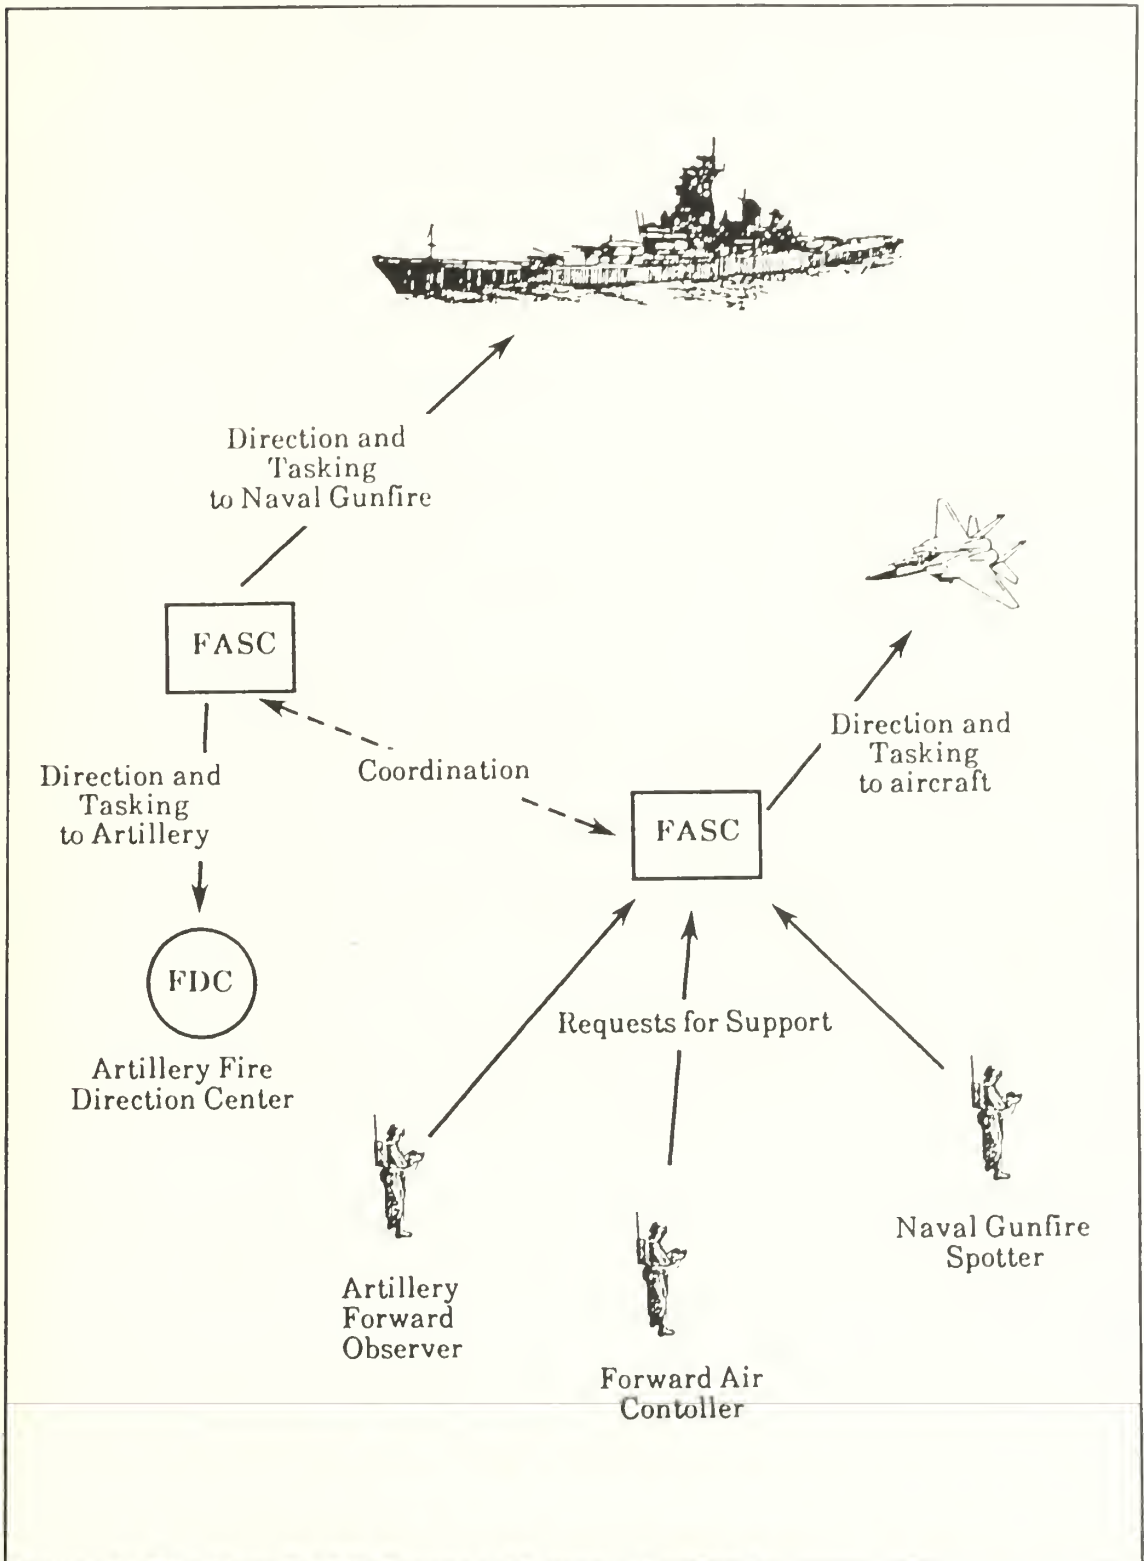 Direction and
Tasking
to Naval Gunfire
FASC
Direction and
Tasking
to aircraft
Direction and
Tasking
to Artillery
Coordination
FASC
FDC
Artillery Fire
Direction Center
Requests for Support
Naval Gunfire
Spotter
Artillery
Forward
Observer
Forward Air
Contoller